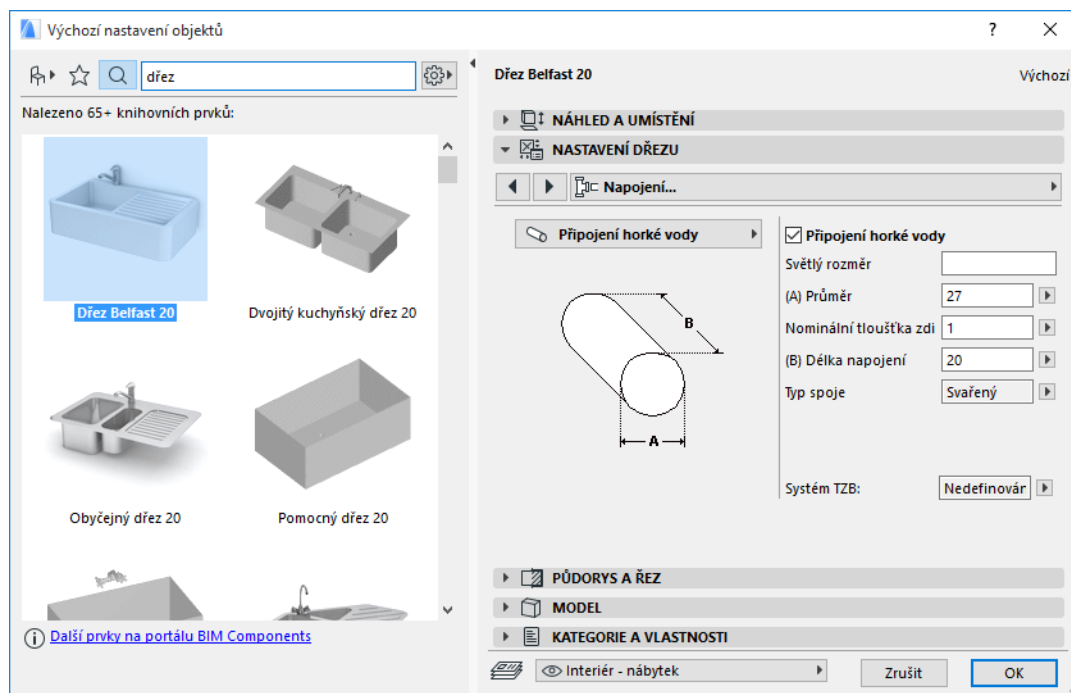 Výchozí nastavení objektů
?
dřez
Nalezeno 65+ knihovních prvků:
Dřez Belfast 20
Dvojitý kuchyňský dřez 20
Obyčejný dřez 20
Pomocný dřez 20
Další prvky na portálu BIM Components
Dřez Belfast 20
Výchozí
NÁHLED A UMÍSTĚNÍ
NASTAVENÍ DŘEZU
Napojení...
Připojení horké vody
B
A
Připojení horké vody
Světlý rozměr
(A) Průměr 27
Nominální tloušťka zdi 1
(B) Délka napojení 20
Typ spoje Svařený
Systém TZB: Nedefinován
PŮDORYS A ŘEZ
MODEL
KATEGORIE A VLASTNOSTI
Interiér - nábytek
Zrušit
OK